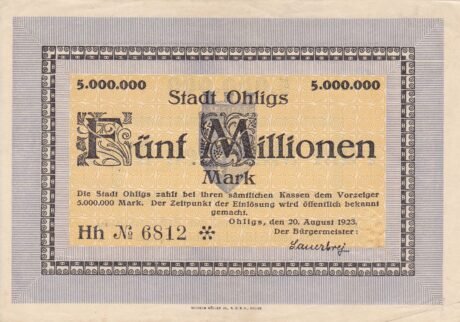 5.000.000 5.000.000
Stadt Ohligs
Fünf Millionen
Mark
Die Stadt Ohligs zahlt bei ihren sämtlichen Kassen dem Vorzeiger
5.000.000 Mark. Der Zeitpunkt der Einlösung wird öffentlich bekannt
gemacht.
Ohligs, den 20. August 1923.
Der Bürgermeister:
Sauerbrey
Hh № 6812 *